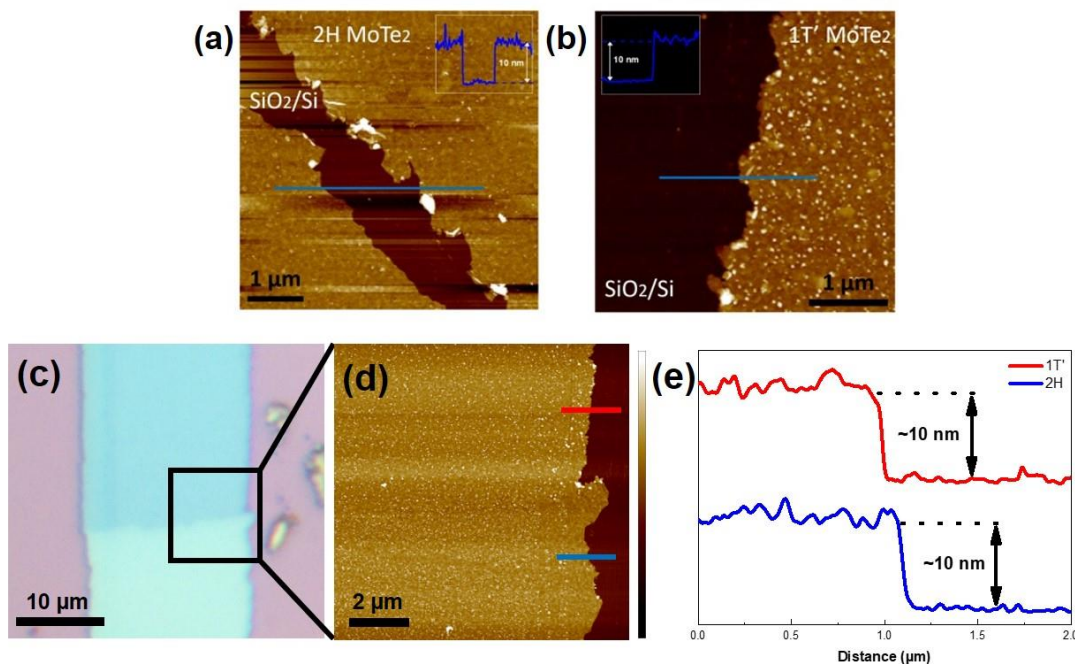 (a)
2H MoTe₂
10 nm
SiO₂/Si
1 µm
(b)
1T′ MoTe₂
10 nm
SiO₂/Si
1 µm
(c)
10 µm
(d)
2 µm
(e)
1T'
2H
~10 nm
~10 nm
0.0 0.5 1.0 1.5 2.0
Distance (µm)